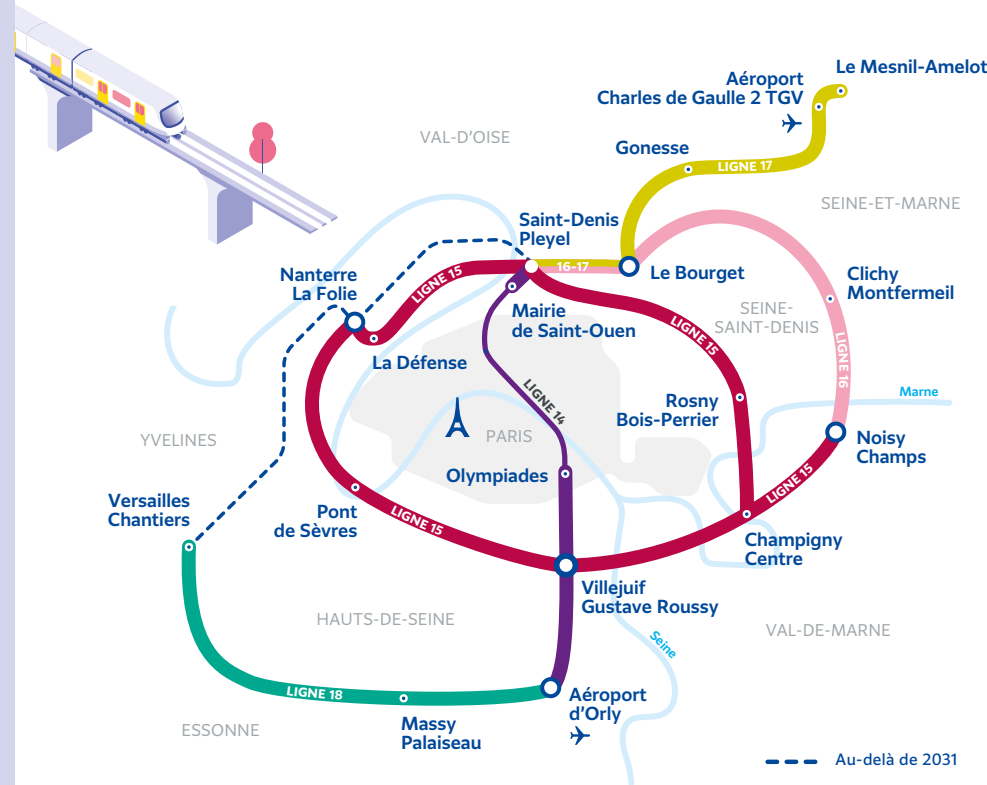 Le Mesnil-Amelot
Aéroport
Charles de Gaulle 2 TGV
VAL-D'OISE
Gonesse
LIGNE 17
SEINE-ET-MARNE
Saint-Denis
Pleyel
16-17
Le Bourget
Nanterre
La Folie
LIGNE 15
Clichy
Montfermeil
Mairie
de Saint-Ouen
SEINE-
SAINT-DENIS
LIGNE 15
LIGNE 16
La Défense
LIGNE 14
Rosny
Bois-Perrier
Marne
YVELINES
PARIS
Noisy
Champs
Olympiades
LIGNE 15
Versailles
Chantiers
Pont
de Sèvres
LIGNE 15
Champigny
Centre
Villejuif
Gustave Roussy
HAUTS-DE-SEINE
VAL-DE-MARNE
Seine
LIGNE 18
Aéroport
d'Orly
Massy
Palaiseau
ESSONNE
Au-delà de 2031